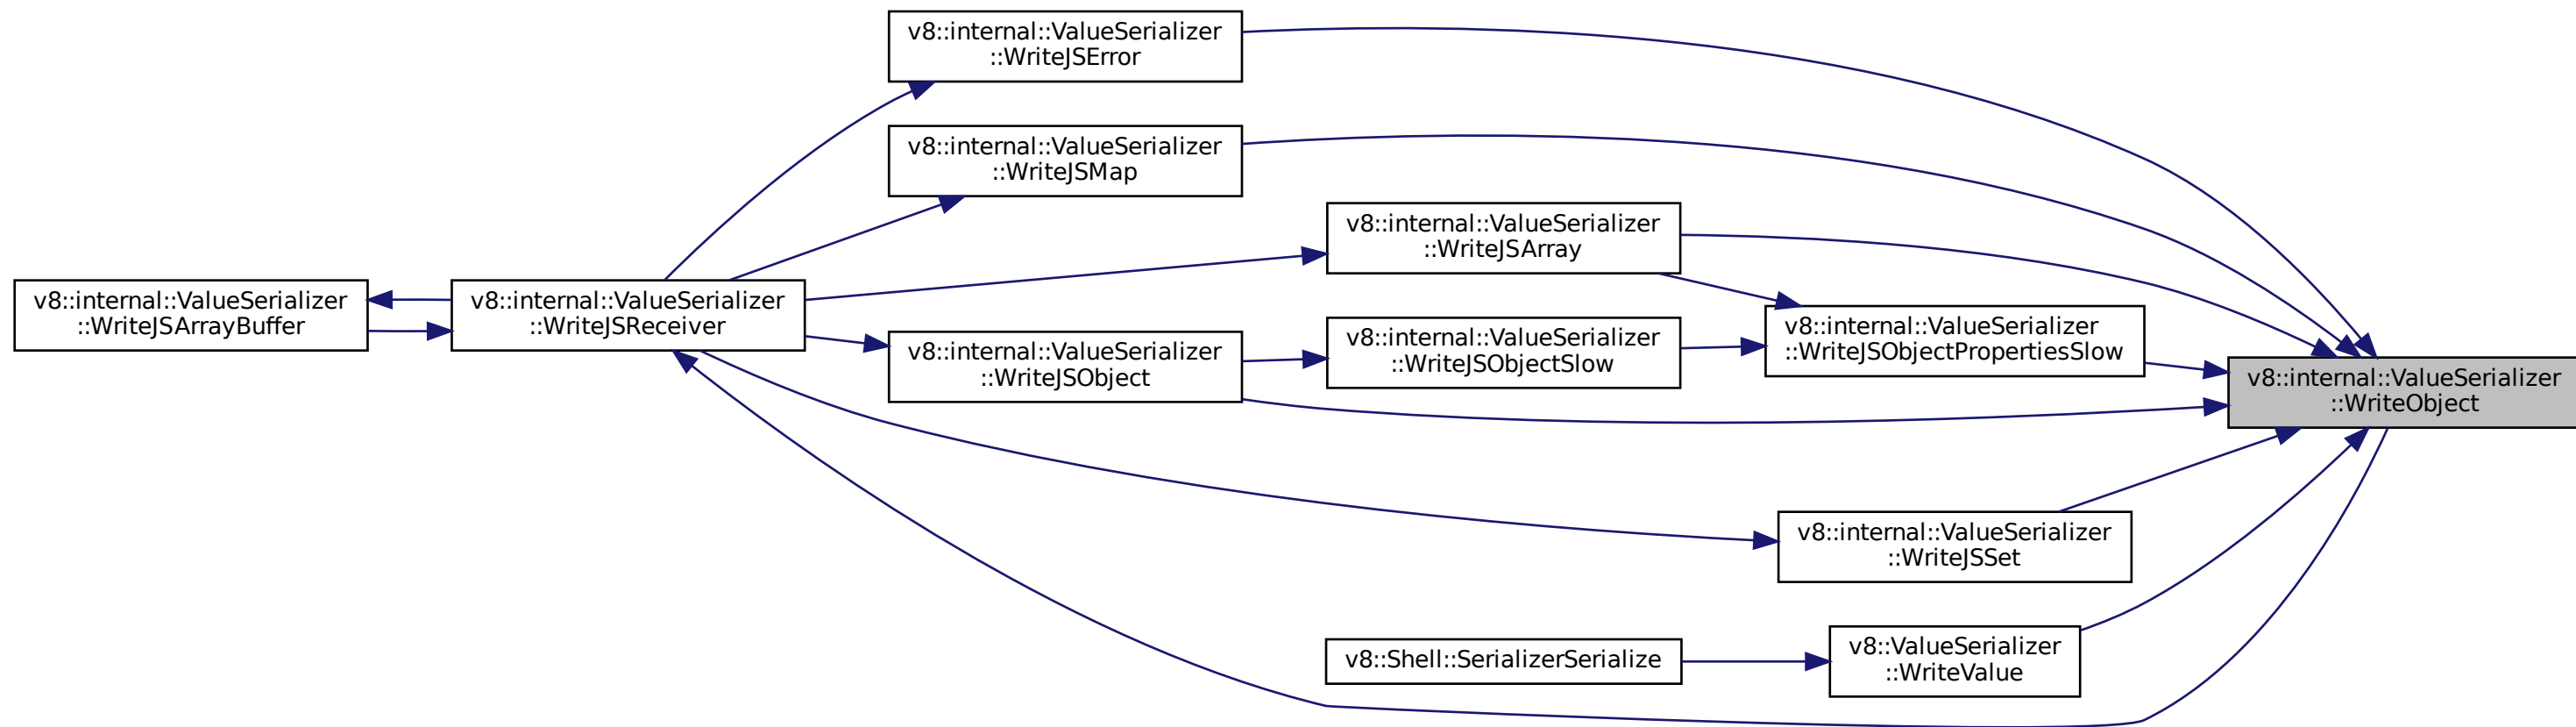 v8::internal::ValueSerializer
::WriteJSError
v8::internal::ValueSerializer
::WriteJSMap
v8::internal::ValueSerializer
::WriteJSArray
v8::internal::ValueSerializer
::WriteJSArrayBuffer
v8::internal::ValueSerializer
::WriteJSReceiver
v8::internal::ValueSerializer
::WriteJSObject
v8::internal::ValueSerializer
::WriteJSObjectSlow
v8::internal::ValueSerializer
::WriteJSObjectPropertiesSlow
v8::internal::ValueSerializer
::WriteObject
v8::internal::ValueSerializer
::WriteJSSet
v8::Shell::SerializerSerialize
v8::ValueSerializer
::WriteValue